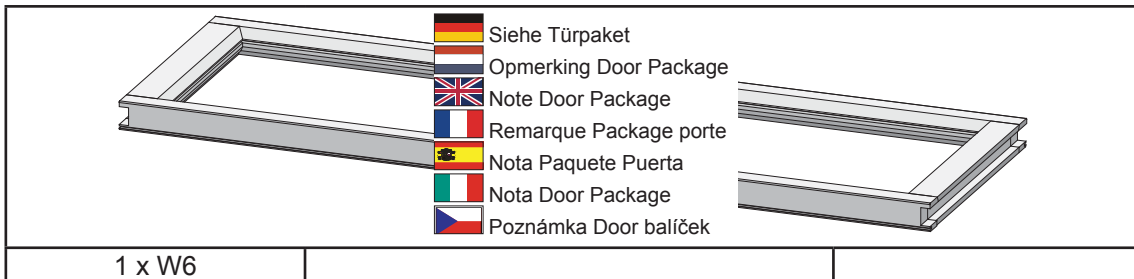 Siehe Türpaket
Opmerking Door Package
Note Door Package
Remarque Package porte
Nota Paquete Puerta
Nota Door Package
Poznámka Door balíček
1 x W6